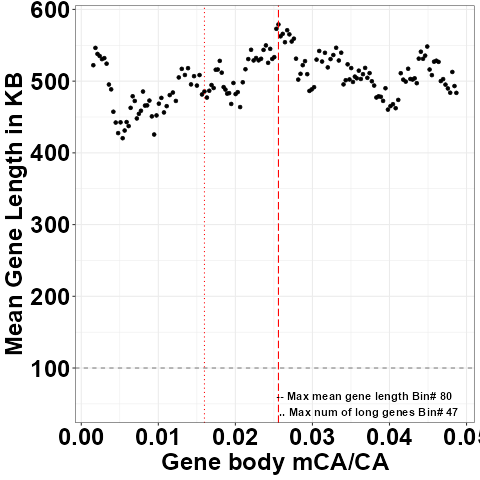 Mean Gene Length in KB
600
500
400
300
200
100
-- Max mean gene length Bin# 80
.. Max num of long genes Bin# 47
0.00 0.01 0.02 0.03 0.04 0.05
Gene body mCA/CA